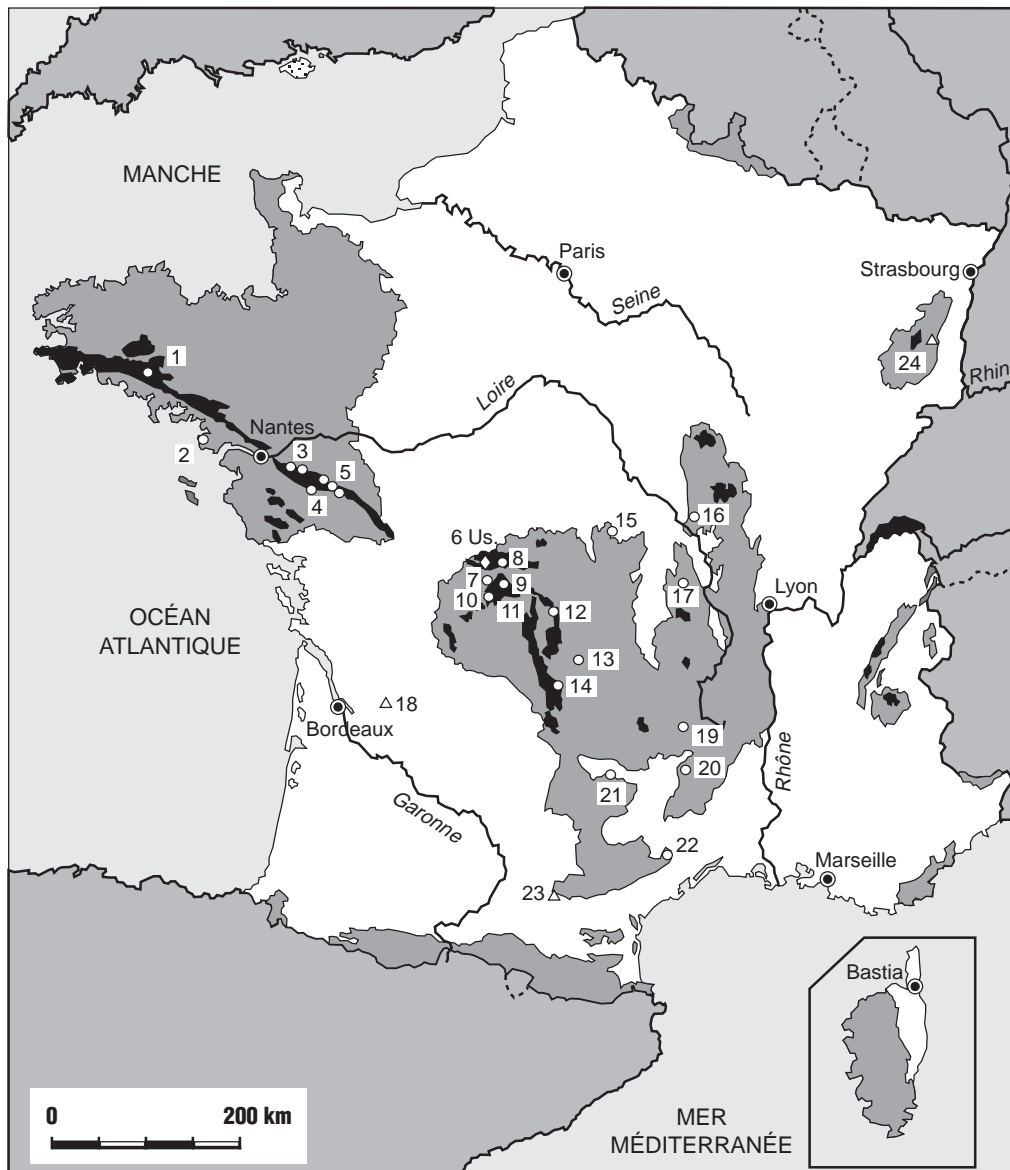 MANCHE
Paris
Strasbourg
Seine
24
Rhin
1
Loire
Nantes
2
3
5
4
16
15
6 Us.
8
7
9
17
10
11
12
Lyon
OCÉAN
ATLANTIQUE
13
14
18
Bordeaux
19
20
Rhône
21
Garonne
22
Marseille
23
Bastia
0
200 km
MER
MÉDITERRANÉE